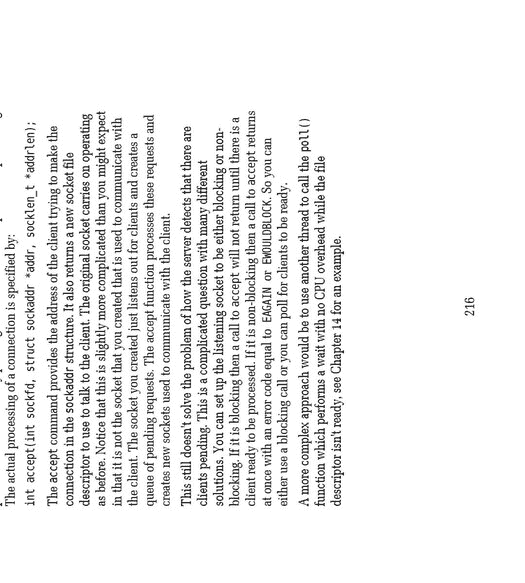 The actual processing of a connection is specified by:
int accept(int sockfd, struct sockaddr *addr, socklen_t *addrlen);
The accept command provides the address of the client trying to make the
connection in the sockaddr structure. It also returns a new socket file
descriptor to use to talk to the client. The original socket carries on operating
as before. Notice that this is slightly more complicated than you might expect
in that it is not the socket that you created that is used to communicate with
the client. The socket you created just listens out for clients and creates a
queue of pending requests. The accept function processes these requests and
creates new sockets used to communicate with the client.
This still doesn't solve the problem of how the server detects that there are
clients pending. This is a complicated question with many different
solutions. You can set up the listening socket to be either blocking or non-
blocking. If it is blocking then a call to accept will not return until there is a
client ready to be processed. If it is non-blocking then a call to accept returns
at once with an error code equal to EAGAIN or EWOULDBLOCK. So you can
either use a blocking call or you can poll for clients to be ready.
A more complex approach would be to use another thread to call the poll()
function which performs a wait with no CPU overhead while the file
descriptor isn't ready, see Chapter 14 for an example.
216